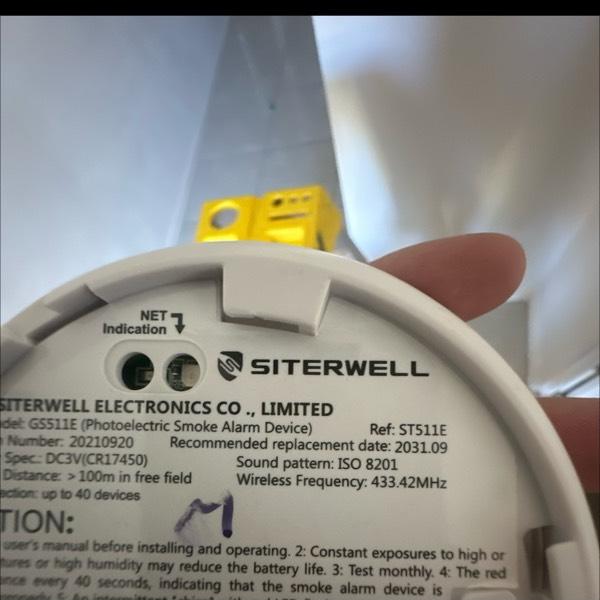 NET
Indication
SITERWELL
SITERWELL ELECTRONICS CO ., LIMITED
GS511E (Photoelectric Smoke Alarm Device) Ref: ST511E
Number: 20210920 Recommended replacement date: 2031.09
Spec.: DC3V(CR17450) Sound pattern: ISO 8201
Distance: > 100m in free field Wireless Frequency: 433.42MHz
up to 40 devices
TION:
M
user's manual before installing and operating. 2: Constant exposures to high or
or high humidity may reduce the battery life. 3: Test monthly. 4: The red
every 40 seconds, indicating that the smoke alarm device is